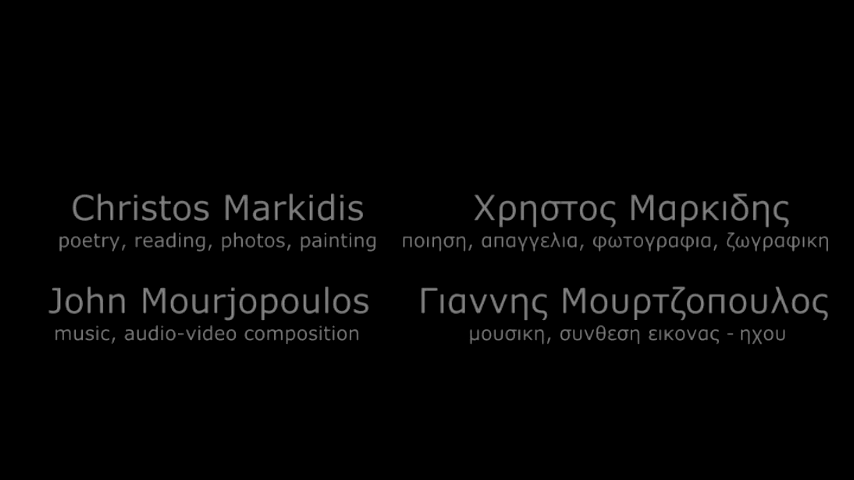 Christos Markidis
poetry, reading, photos, painting
John Mourjopoulos
music, audio-video composition
Χρηστος Μαρκιδης
ποιηση, απαγγελια, φωτογραφια, ζωγραφικη
Γιαννης Μουρτζοπουλος
μουσικη, συνθεση εικονας - ηχου